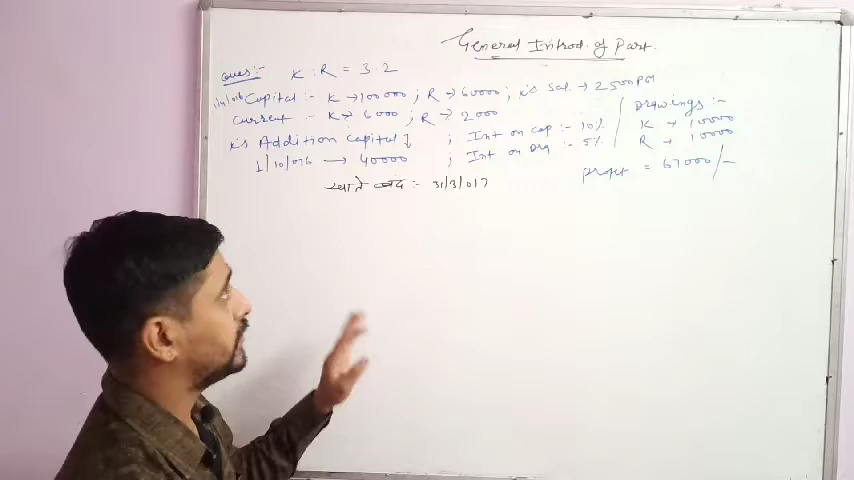 General Introd. of Part.
Ques:- K : R = 3:2
1/4/016 Capital :- K → 100000 ; R → 60000 ; K's Sal. → 2500 PM
Current :- K → 6000 ; R → 2000
K's Addition Capital ; Int on Cap :- 10%
1/10/016 → 40000 ; Int on Drg :- 5%
खाते बंद :- 31/3/017
Drawings :-
K → 10000
R → 10000
Profit = 67000/-